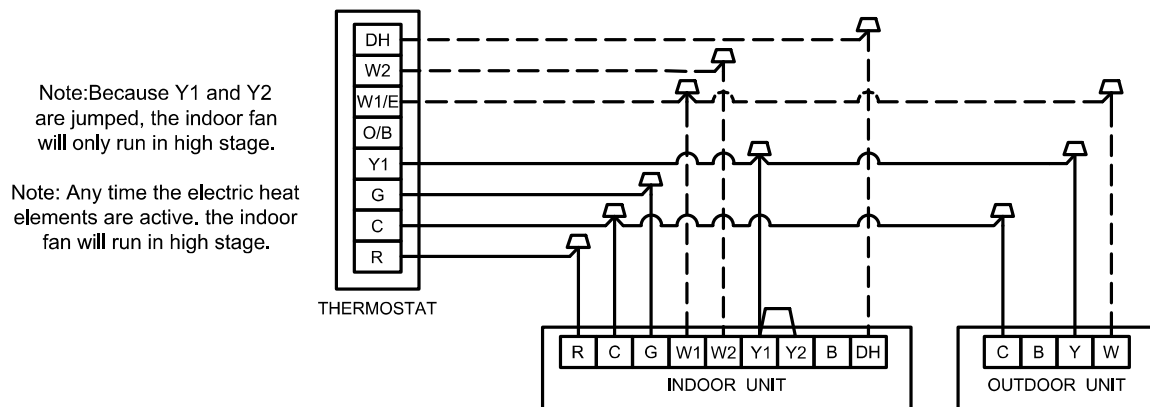 Note:Because Y1 and Y2
are jumped, the indoor fan
will only run in high stage.
Note: Any time the electric heat
elements are active. the indoor
fan will run in high stage.
DH
W2
W1/E
O/B
Y1
G
C
R
THERMOSTAT
R C G W1 W2 Y1 Y2 B DH
INDOOR UNIT
C B Y W
OUTDOOR UNIT